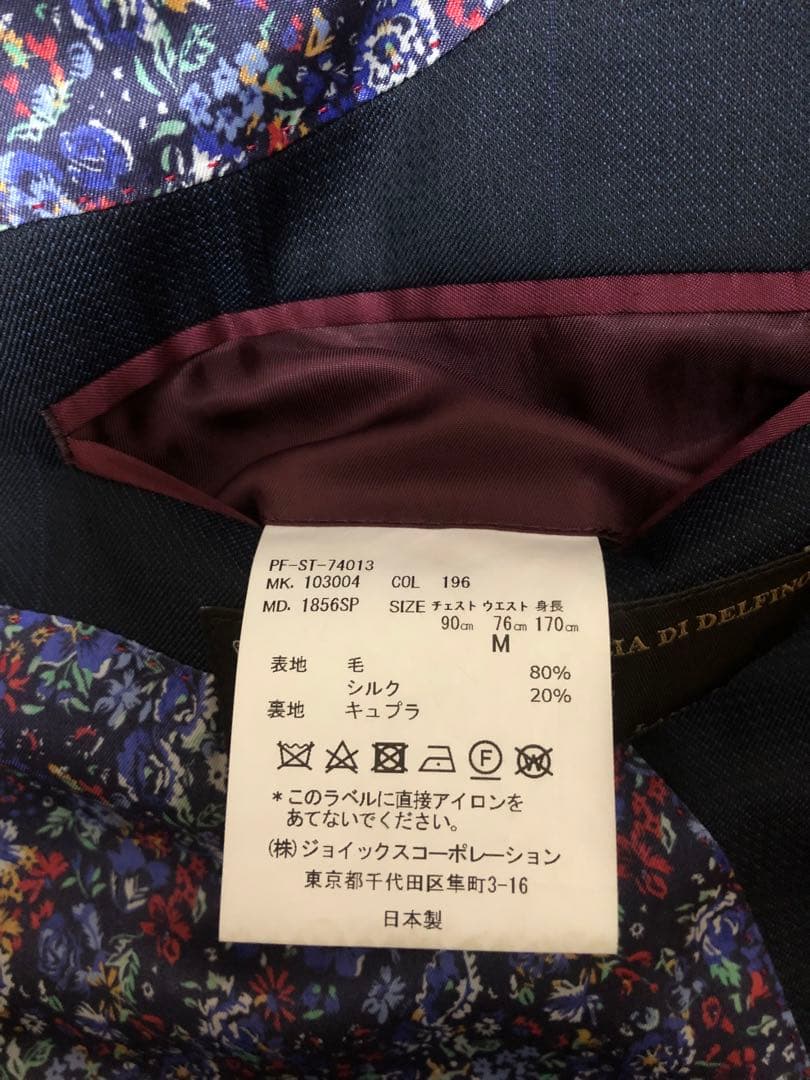 PF-ST-74013
MK. 103004 COL 196
MD. 1856SP SIZE チェスト ウエスト 身長
90㎝ 76㎝ 170㎝
M
表地 毛 80%
シルク 20%
裏地 キュプラ
F W
*このラベルに直接アイロンを
あてないでください。
(株)ジョイックスコーポレーション
東京都千代田区隼町3-16
日本製
DI DELFINO